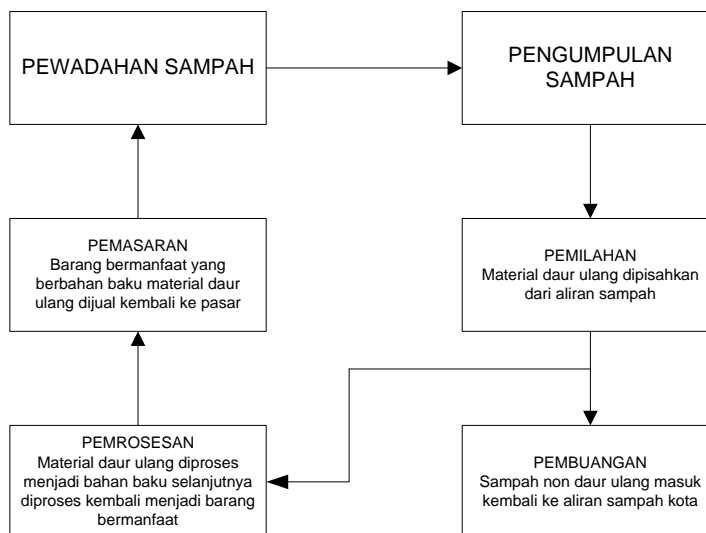 PEWADAHAN SAMPAH
PENGUMPULAN
SAMPAH
PEMASARAN
Barang bermanfaat yang
berbahan baku material daur
ulang dijual kembali ke pasar
PEMILAHAN
Material daur ulang dipisahkan
dari aliran sampah
PEMROSESAN
Material daur ulang diproses
menjadi bahan baku selanjutnya
diproses kembali menjadi barang
bermanfaat
PEMBUANGAN
Sampah non daur ulang masuk
kembali ke aliran sampah kota